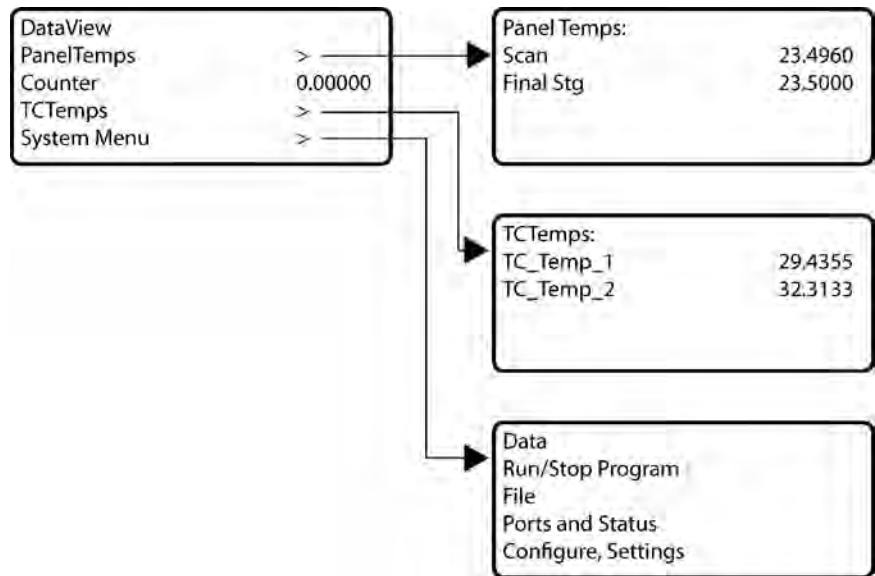 DataView
PanelTemps >
Counter 0.00000
TCTemps >
System Menu >
Panel Temps:
Scan 23.4960
Final Stg 23.5000
TCTemps:
TC_Temp_1 29.4355
TC_Temp_2 32.3133
Data
Run/Stop Program
File
Ports and Status
Configure, Settings